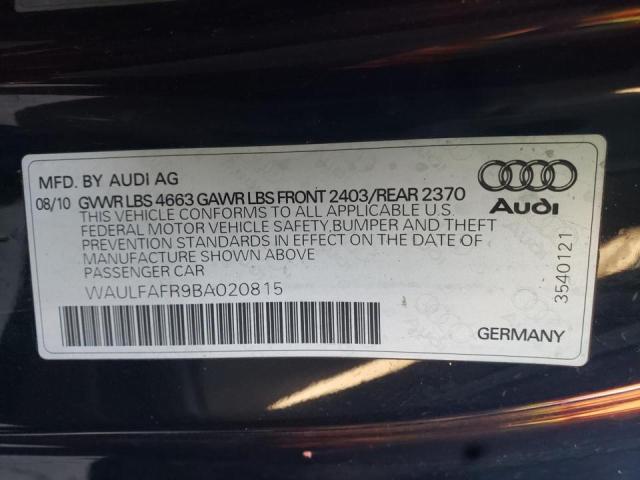 MFD. BY AUDI AG
08/10 GVWR LBS 4663 GAWR LBS FRONT 2403/REAR 2370
THIS VEHICLE CONFORMS TO ALL APPLICABLE U.S.
FEDERAL MOTOR VEHICLE SAFETY,BUMPER AND THEFT
PREVENTION STANDARDS IN EFFECT ON THE DATE OF
MANUFACTURE SHOWN ABOVE
PASSENGER CAR
WAULFAFR9BA020815
Audi
3540121
GERMANY